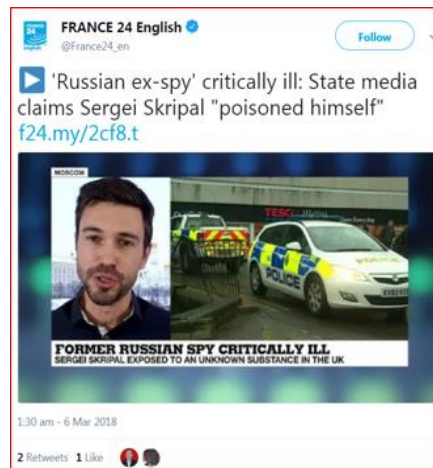 FRANCE 24 English
@France24_en
Follow
'Russian ex-spy' critically ill: State media
claims Sergei Skripal "poisoned himself"
f24.my/2cf8.t
MOSCOW
TESCO
POLICE
FORMER RUSSIAN SPY CRITICALLY ILL
SERGEI SKRIPAL EXPOSED TO AN UNKNOWN SUBSTANCE IN THE UK
1:30 am - 6 Mar 2018
2 Retweets 1 Like